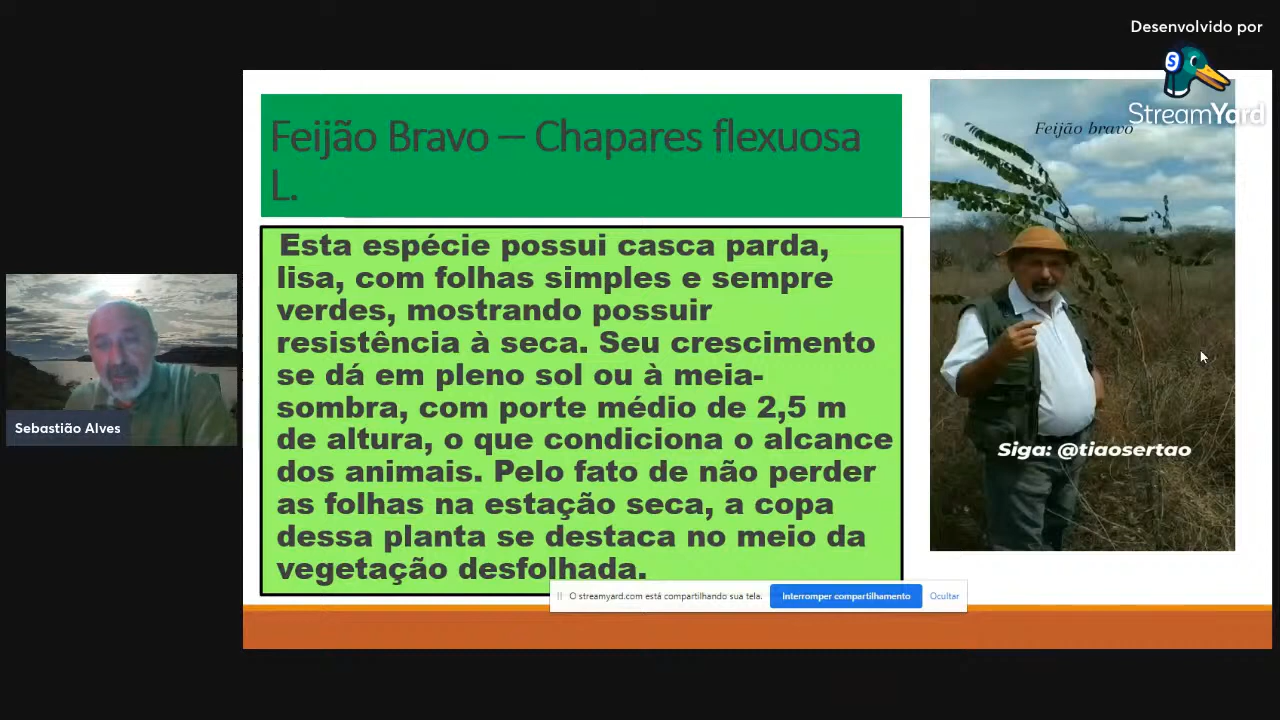 Desenvolvido por
StreamYard
Feijão Bravo – Chapares flexuosa
L.
Feijão bravo
Esta espécie possui casca parda,
lisa, com folhas simples e sempre
verdes, mostrando possuir
resistência à seca. Seu crescimento
se dá em pleno sol ou à meia-
sombra, com porte médio de 2,5 m
de altura, o que condiciona o alcance
dos animais. Pelo fato de não perder
as folhas na estação seca, a copa
dessa planta se destaca no meio da
vegetação desfolhada.
Siga: @tiaosertao
Sebastião Alves
O streamyard.com está compartilhando sua tela.
Interromper compartilhamento
Ocultar